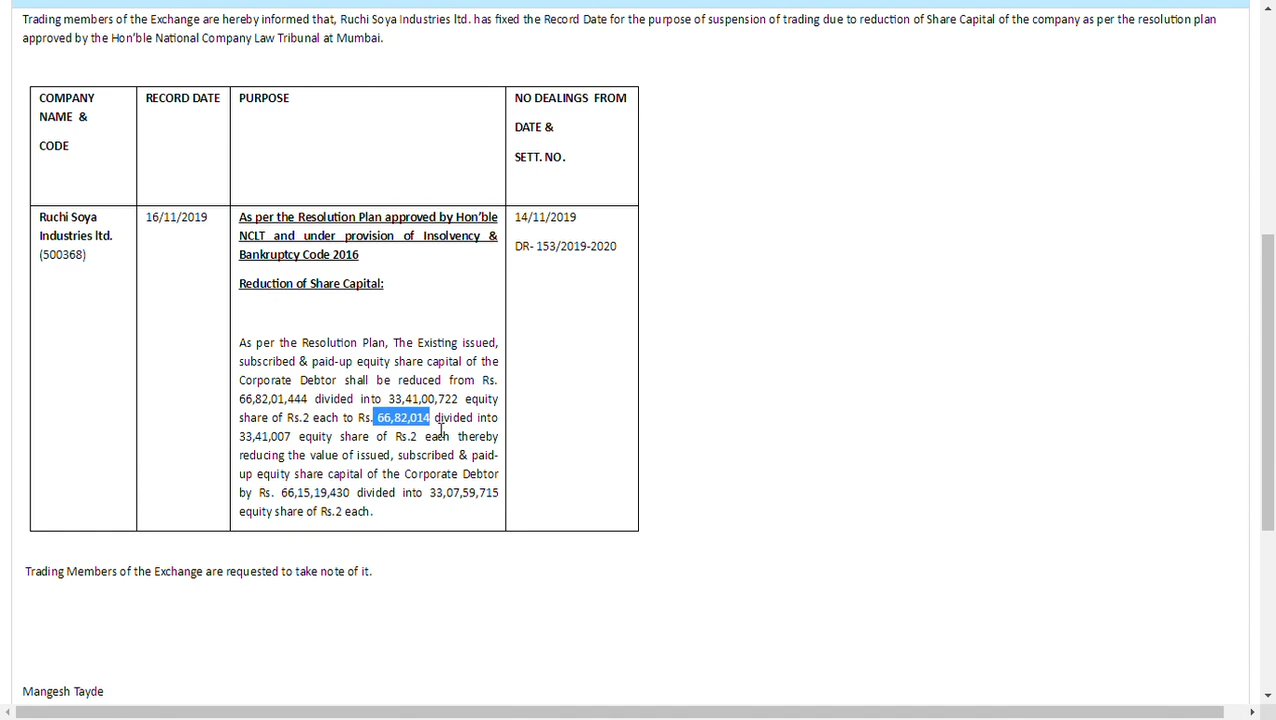 Trading members of the Exchange are hereby informed that, Ruchi Soya Industries ltd. has fixed the Record Date for the purpose of suspension of trading due to reduction of Share Capital of the company as per the resolution plan
approved by the Hon'ble National Company Law Tribunal at Mumbai.
COMPANY
NAME &
CODE
RECORD DATE
PURPOSE
NO DEALINGS FROM
DATE &
SETT. NO.
Ruchi Soya
Industries ltd.
(500368)
16/11/2019
As per the Resolution Plan approved by Hon'ble
NCLT and under provision of Insolvency &
Bankruptcy Code 2016
Reduction of Share Capital:
As per the Resolution Plan, The Existing issued,
subscribed & paid-up equity share capital of the
Corporate Debtor shall be reduced from Rs.
66,82,01,444 divided into 33,41,00,722 equity
share of Rs.2 each to Rs. 66,82,014 divided into
33,41,007 equity share of Rs.2 each thereby
reducing the value of issued, subscribed & paid-
up equity share capital of the Corporate Debtor
by Rs. 66,15,19,430 divided into 33,07,59,715
equity share of Rs.2 each.
14/11/2019
DR- 153/2019-2020
Trading Members of the Exchange are requested to take note of it.
Mangesh Tayde